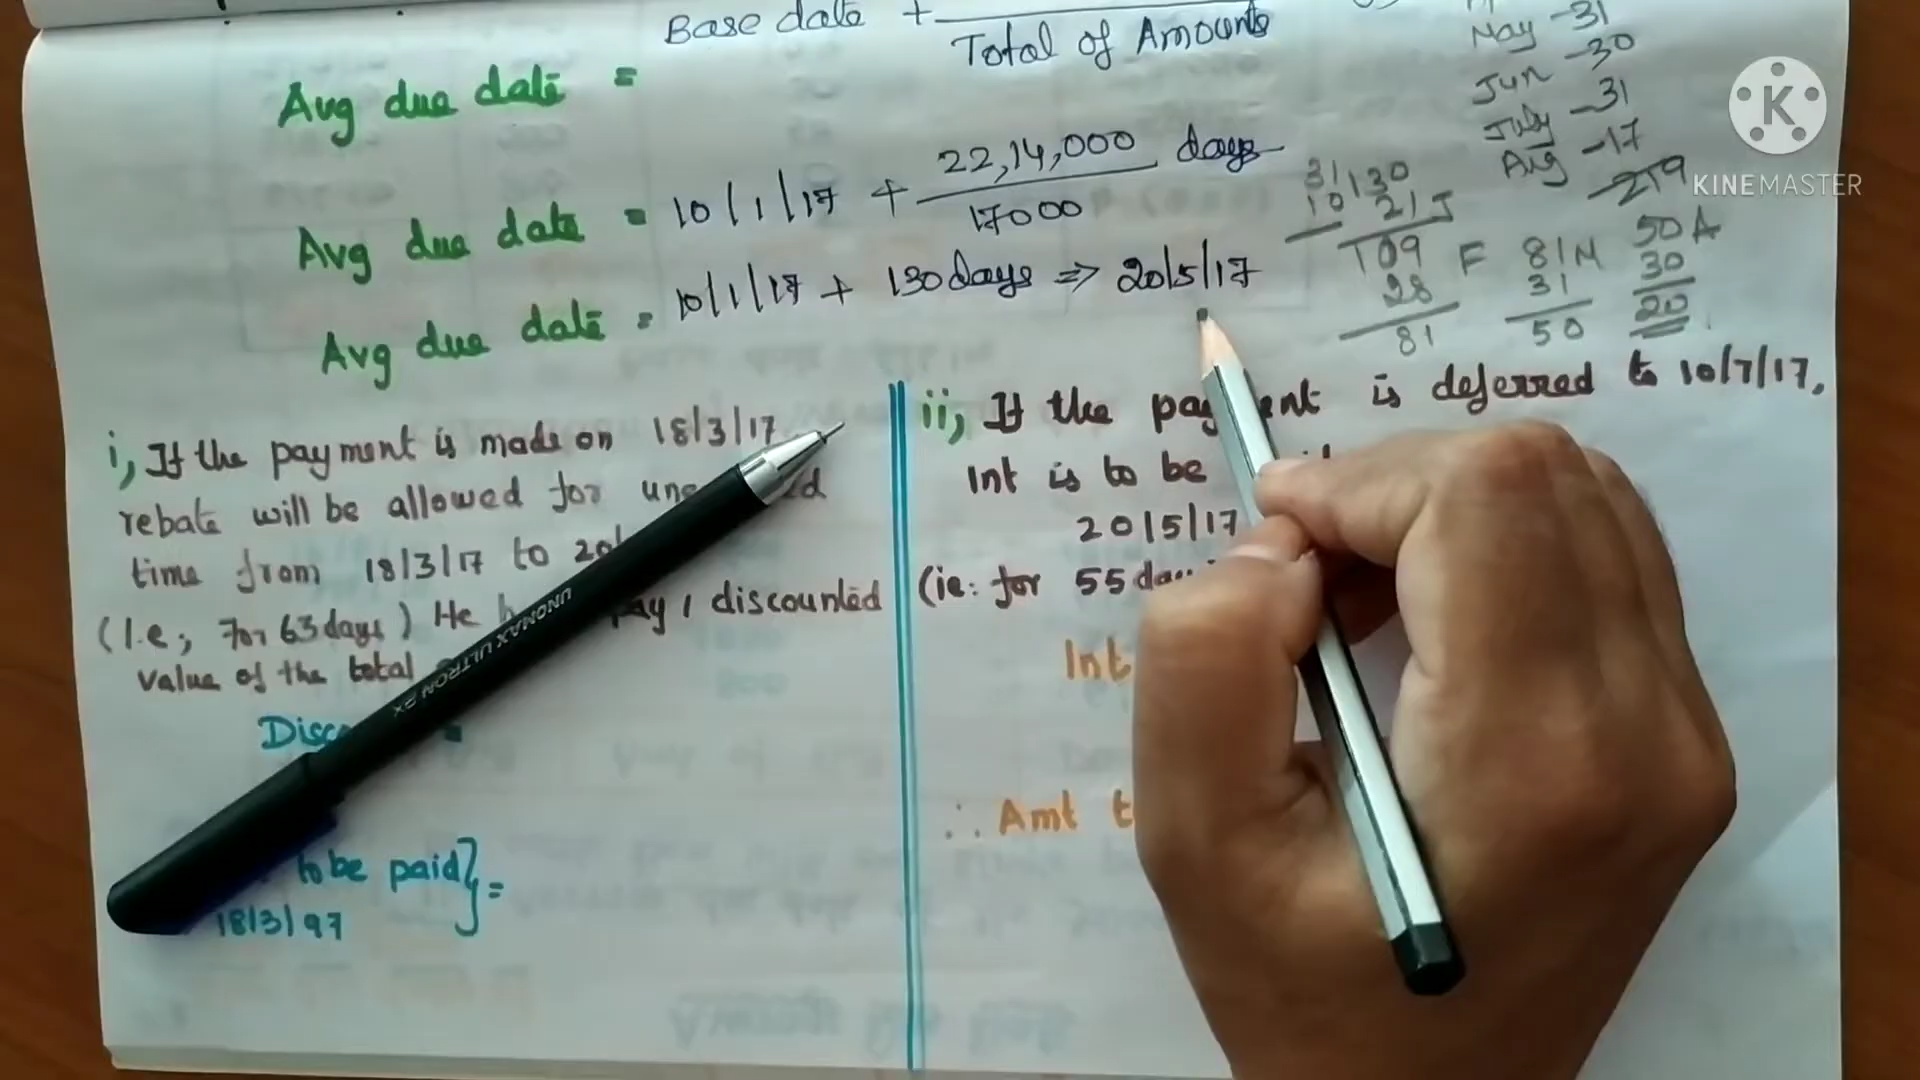 Base date +
Total of Amounts
Avg due date =
Avg due date = 10/1/17 + 22,14,000 days
17000
Avg due date = 10/1/17 + 130 days => 20/5/17
May -31
Jun -30
July -31
Aug -17
219
31 130
10 21 J
109 F 81 M 50 A
28 31 30
81 50 20
KINEMASTER
i, If the payment is made on 18/3/17
rebate will be allowed for
time from 18/3/17 to
(i.e; For 63 days) He pay, discounted
value of the total
=
to be paid} =
18/3/97
ii, If the payment is deferred to 10/7/17,
Int is to be
20/5/17
(ie: for 55
Int
∴ Amt